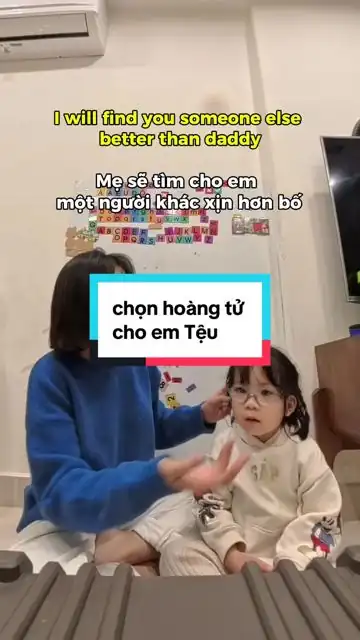 I will find you someone else
better than daddy
Mẹ sẽ tìm cho em
một người khác xịn hơn bố
chọn hoàng tử
cho em Tệu